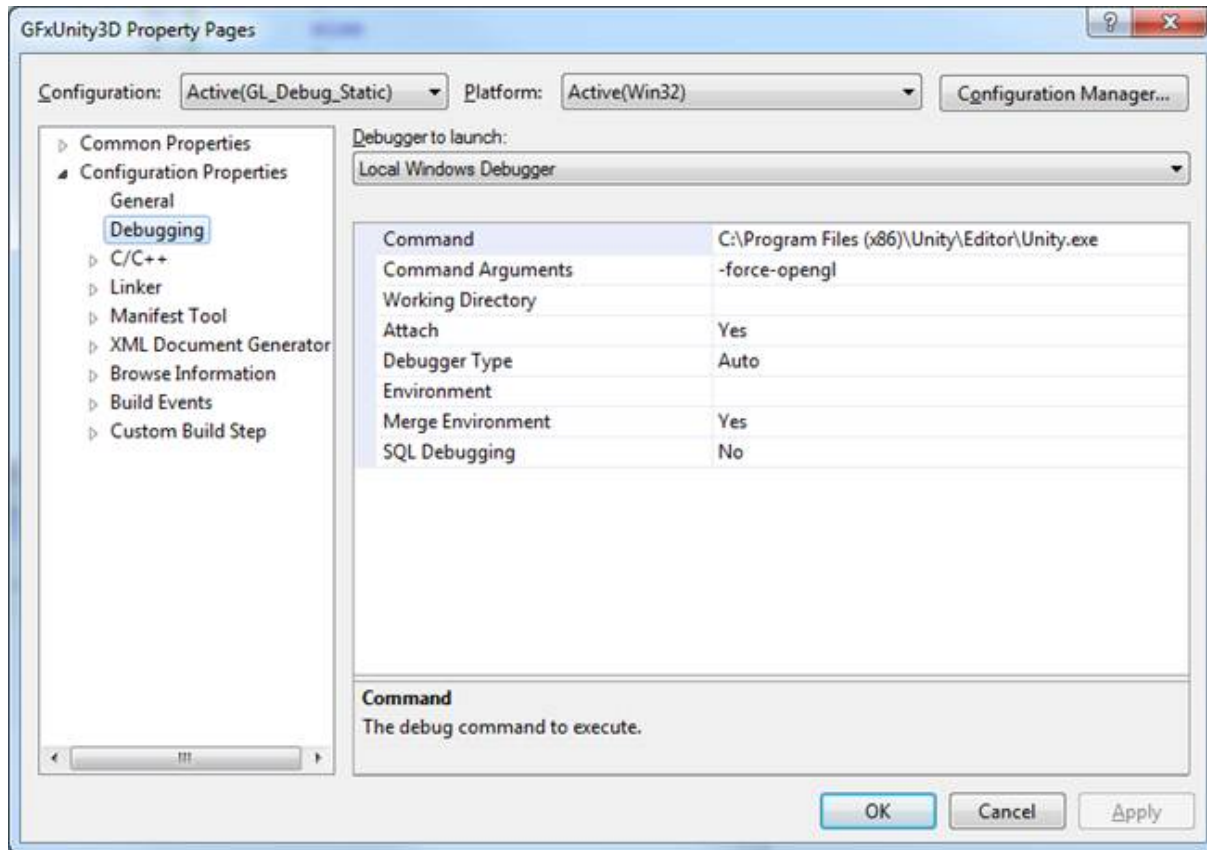 GFxUnity3D Property Pages
Configuration: Active(GL_Debug_Static) Platform: Active(Win32) Configuration Manager...
Common Properties
Configuration Properties
General
Debugging
C/C++
Linker
Manifest Tool
XML Document Generator
Browse Information
Build Events
Custom Build Step
Debugger to launch:
Local Windows Debugger
Command C:\Program Files (x86)\Unity\Editor\Unity.exe
Command Arguments -force-opengl
Working Directory
Attach Yes
Debugger Type Auto
Environment
Merge Environment Yes
SQL Debugging No
Command
The debug command to execute.
OK Cancel Apply